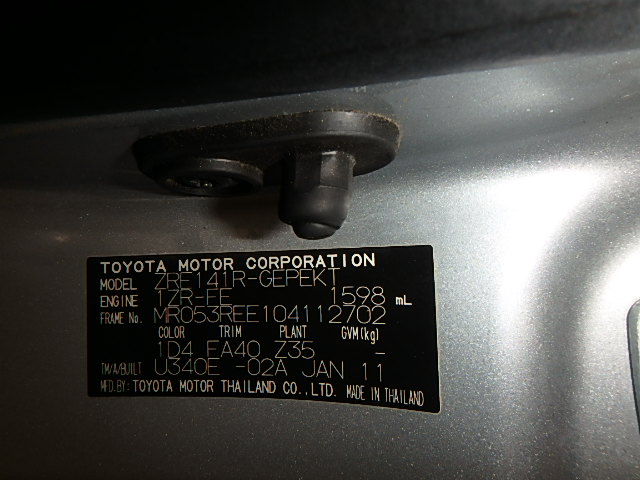 TOYOTA MOTOR CORPORATION
MODEL ZRE141R-GEPEKT
ENGINE 1ZR-FE 1598 mL
FRAME No. MR053REE104112702
COLOR TRIM PLANT GVM(kg)
1D4 FA40 Z35 -
TM/A/BUILT U340E -02A JAN 11
MFD.BY: TOYOTA MOTOR THAILAND CO.,LTD. MADE IN THAILAND